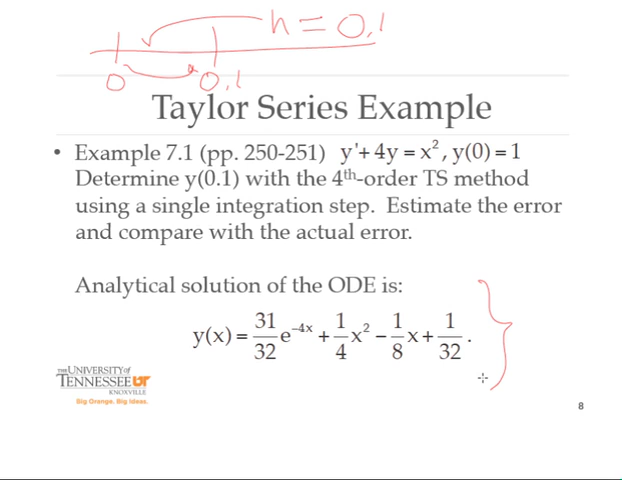 h = 0.1
0 0.1
Taylor Series Example
• Example 7.1 (pp. 250-251) y'+ 4y = x², y(0) = 1
Determine y(0.1) with the 4th-order TS method
using a single integration step. Estimate the error
and compare with the actual error.
Analytical solution of the ODE is:
y(x) = 31/32 e^(-4x) + 1/4 x² − 1/8 x + 1/32 .
THE UNIVERSITY of
TENNESSEE UT
KNOXVILLE
Big Orange. Big Ideas.
8